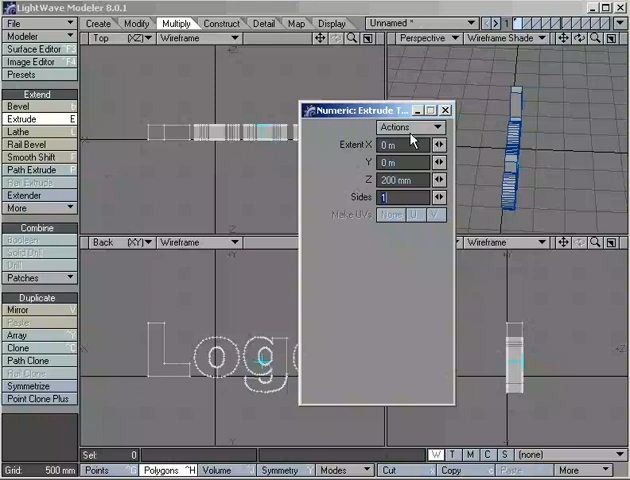 LightWave Modeler 8.0.1
File
Create Modify Multiply Construct Detail Map
Unnamed *
1
Modeler
Surface Editor F3
Image Editor F4
Presets
Extend
Bevel b
Extrude E
Lathe L
Rail Bevel
Smooth Shift F
Path Extrude F
Rail Extrude
Extender
More
Combine
Boolean
Solid Drill
Drill
Patches
Duplicate
Mirror V
Paste
Array ^Y
Clone c
Path Clone
Rail Clone
Symmetrize
Point Clone Plus
Top (XZ) Wireframe
Perspective Wireframe Shade
Back (XY) Wireframe
Wireframe
Logo
Numeric: Extrude T...
Actions
Extent X 0 m
Y 0 m
Z 200 mm
Sides 1
Make UVs None U V
Sel: 0
W T M C S (none)
Grid: 500 mm
Points ^G Polygons ^H Volume ^J Symmetry Y Modes Cut x Copy c Paste v More